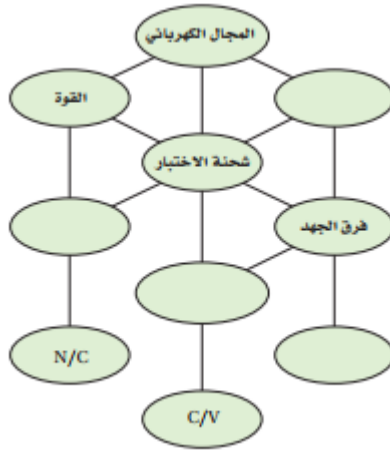 المجال الكهربائي
القوة
شحنة الاختبار
فرق الجهد
N/C
C/V